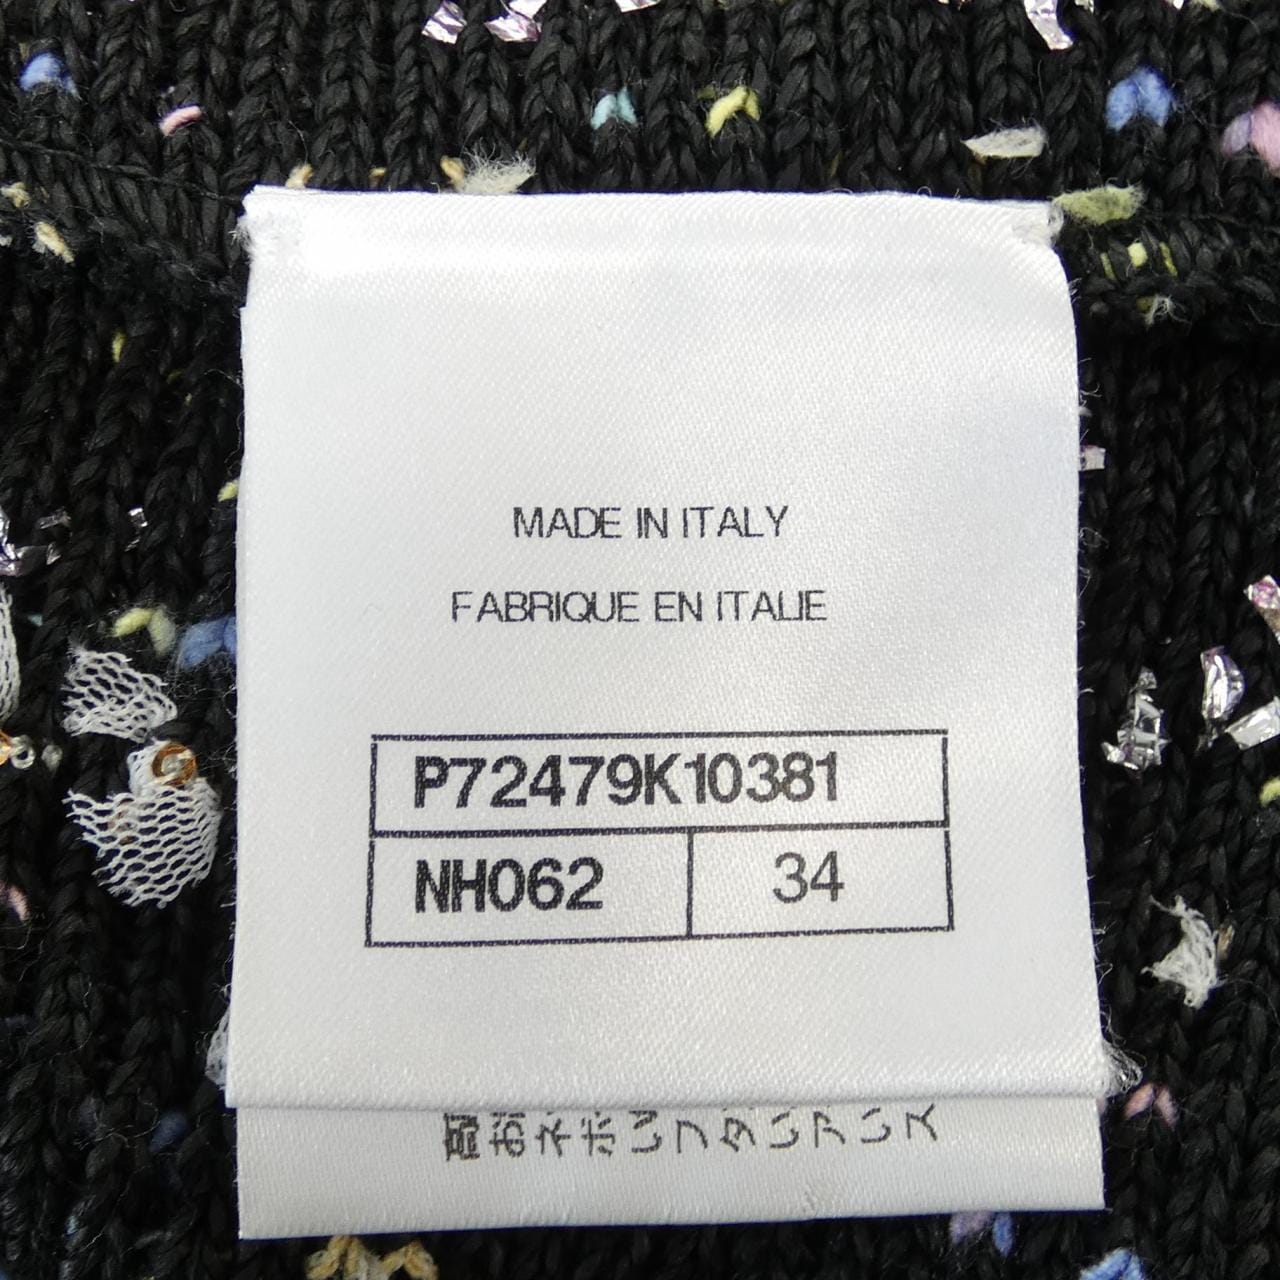 MADE IN ITALY
FABRIQUE EN ITALIE
P72479K10381
NH062 34